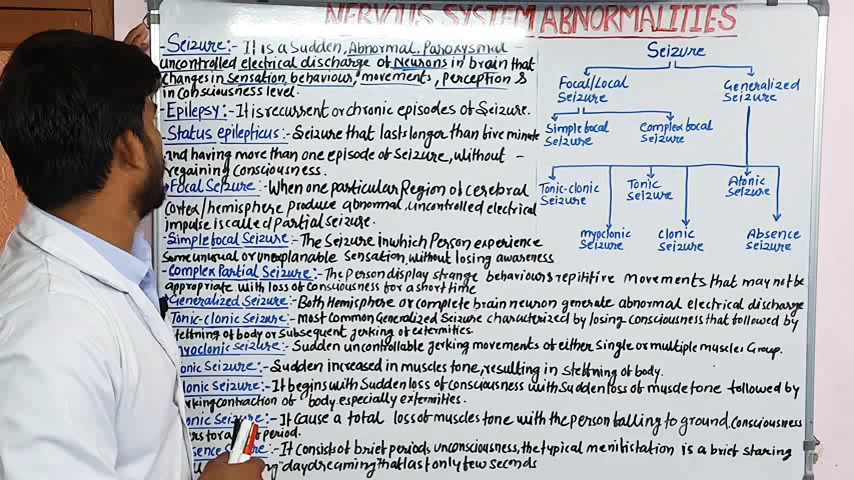 NERVOUS SYSTEM ABNORMALITIES
Seizure:- It is a Sudden, Abnormal, Paroxysmal
uncontrolled electrical discharge of Neurons in brain that
changes in sensation, behaviour, movements, perception &
in Consciousness level.
Epilepsy:- It is recurrent or chronic episodes of Seizure.
Status epilepticus:- Seizure that lasts longer than five minute
and having more than one episode of Seizure, without
regaining Consciousness.
Focal Seizure:- When one particular Region of cerebral
Cortex/hemisphere produce abnormal, uncontrolled electrical
impulse is called Partial Seizure.
Simple focal Seizure:- The Seizure in which Person experience
some unusual or unexplanable Sensation, without losing awareness
Complex Partial Seizure:- The person display strange behaviour & repititive movements that may not be
appropriate with loss of consciousness for a short time
Generalized Seizure:- Both Hemisphere or complete brain neuron generate abnormal electrical discharge
Tonic-clonic Seizure:- Most Common Generalized Seizure characterized by losing consciousness that followed by
of body or Subsequent jerking of extermities.
myoclonic seizure:- Sudden uncontrollable jerking movements of either Single or multiple muscles Group.
onic Seizure:- Sudden increased in muscles tone, resulting in of body.
lonic Seizure:- It begins with Sudden loss of consciousness with Sudden loss of muscle tone followed by
rking contraction of body especially extermities.
onic Seizure:- It cause a total loss of muscles tone with the person falling to ground. Consciousness
period.
sence re:- It consists of brief periods unconsciousness, the typical is a brief staring
daydreaming that last only few seconds
Seizure
Focal/Local Seizure
Generalized Seizure
Simple focal Seizure
Complex focal Seizure
Tonic-clonic Seizure
Tonic Seizure
Atonic Seizure
myoclonic Seizure
clonic Seizure
Absence Seizure